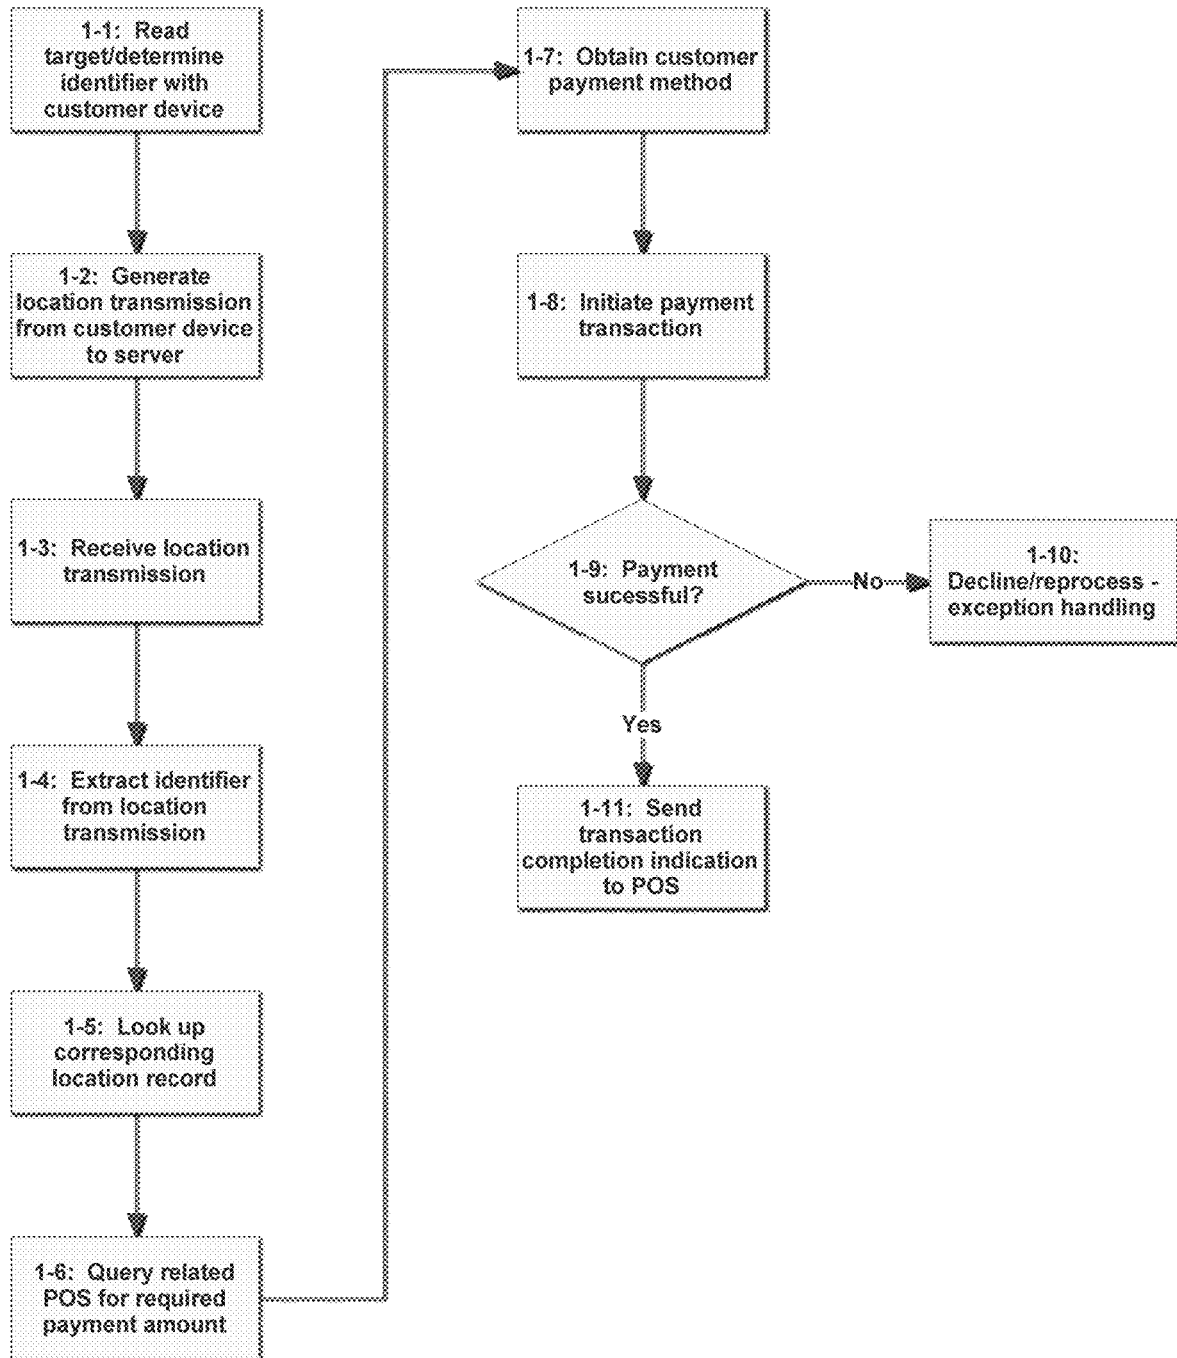 1-1: Read
target/determine
identifier with
customer device
1-2: Generate
location transmission
from customer device
to server
1-3: Receive location
transmission
1-4: Extract identifier
from location
transmission
1-5: Look up
corresponding
location record
1-6: Query related
POS for required
payment amount
1-7: Obtain customer
payment method
1-8: Initiate payment
transaction
1-9: Payment
sucessful?
No
1-10:
Decline/reprocess -
exception handling
Yes
1-11: Send
transaction
completion indication
to POS